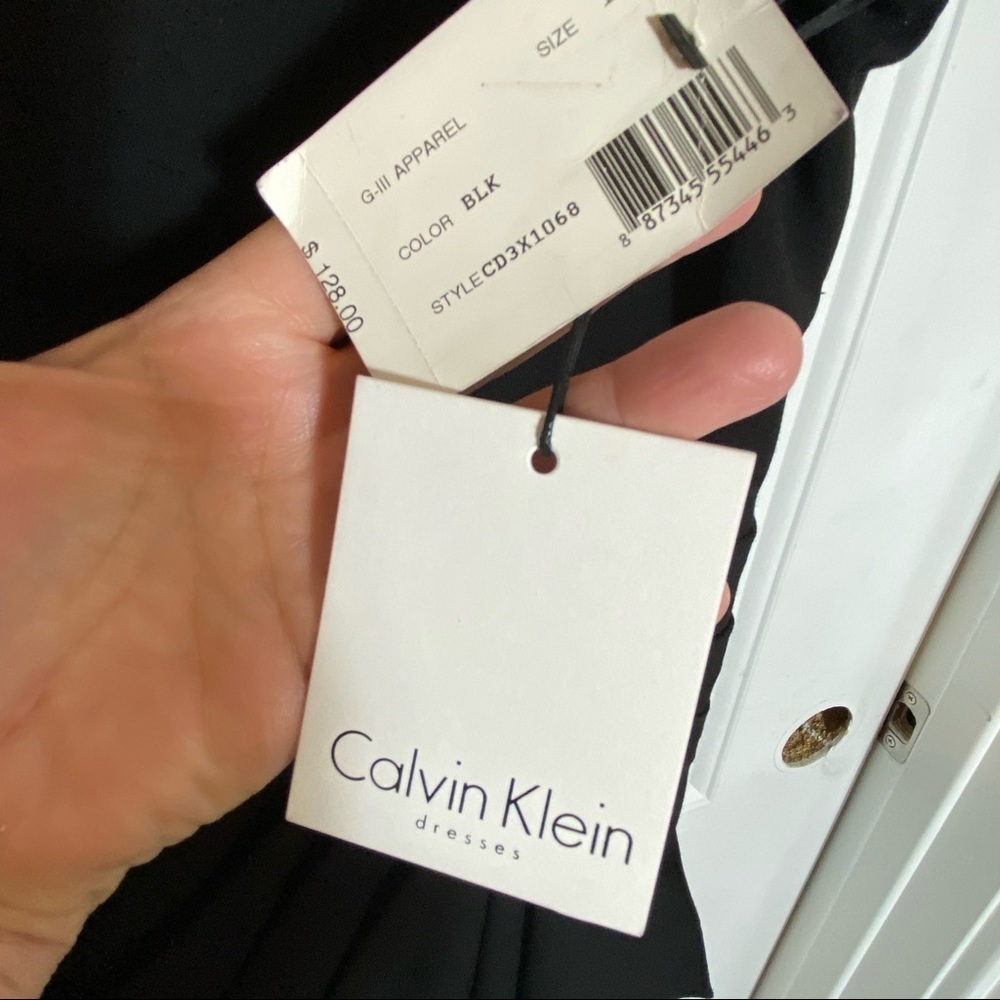 SIZE
G-III APPAREL
COLOR BLK
STYLE CD3X1068
8 87345 55446 3
$ 128.00
Calvin Klein
dresses